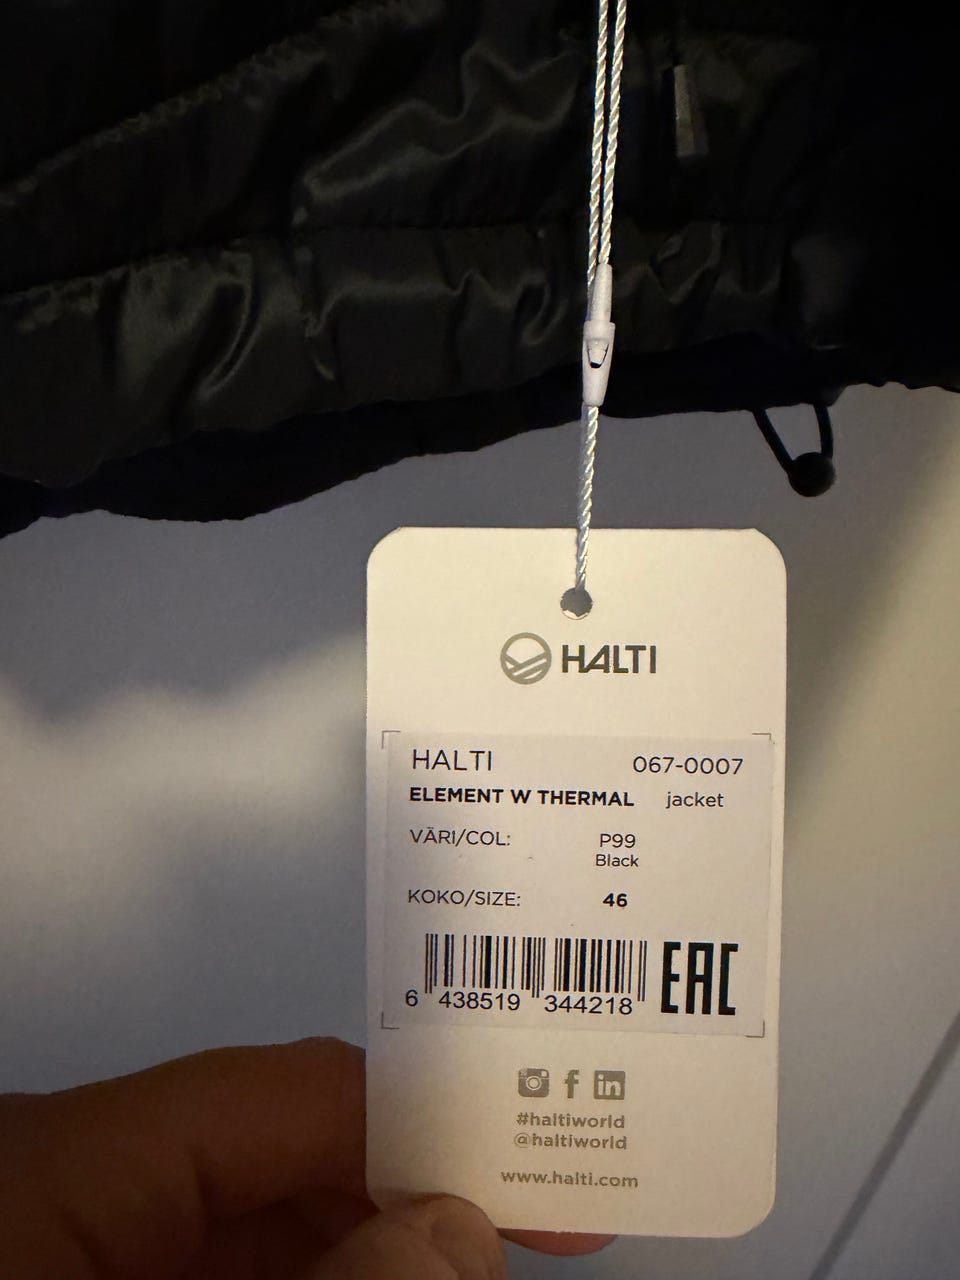 HALTI
HALTI 067-0007
ELEMENT W THERMAL jacket
VÄRI/COL: P99
Black
KOKO/SIZE: 46
EAC
6 438519 344218
#haltiworld
@haltiworld
www.halti.com